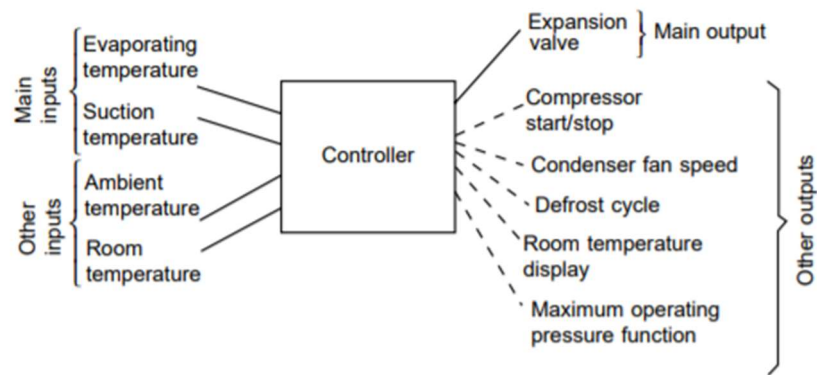 Main
inputs
Evaporating
temperature
Suction
temperature
Other
inputs
Ambient
temperature
Room
temperature
Controller
Expansion
valve
Main output
Compressor
start/stop
Condenser fan speed
Defrost cycle
Room temperature
display
Maximum operating
pressure function
Other outputs